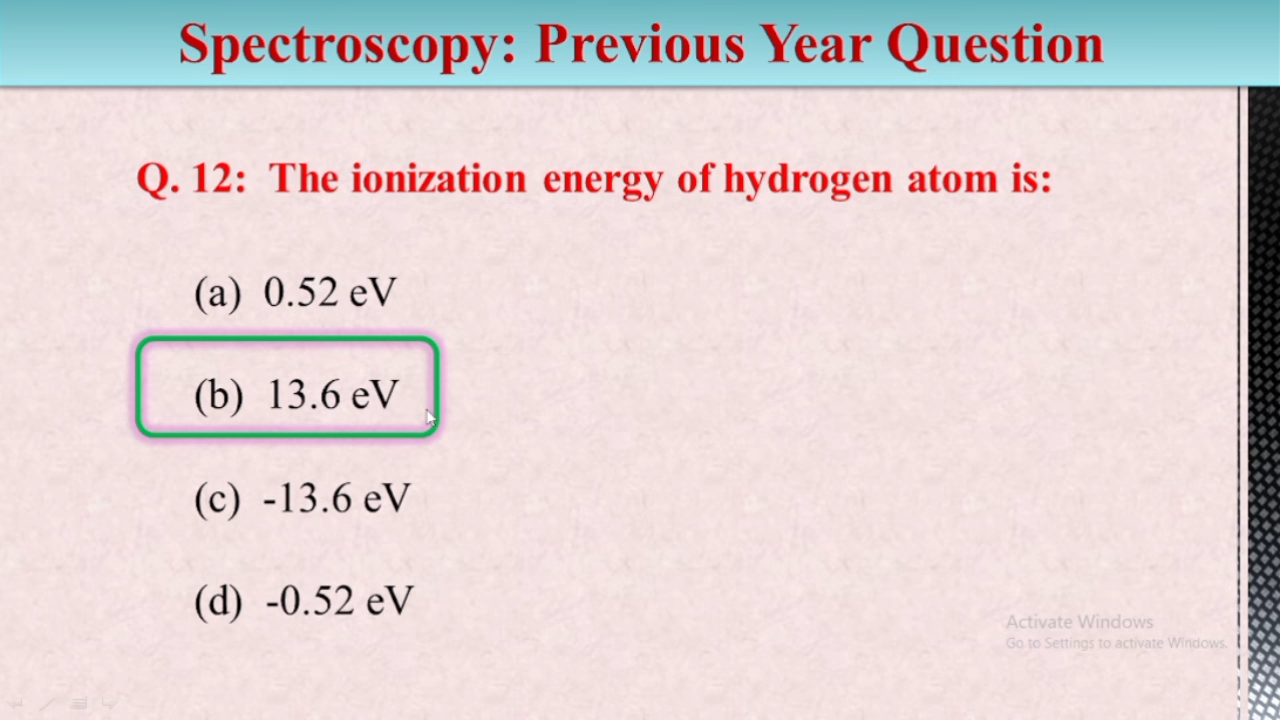 Spectroscopy: Previous Year Question
Q. 12: The ionization energy of hydrogen atom is:
(a) 0.52 eV
(b) 13.6 eV
(c) -13.6 eV
(d) -0.52 eV
Activate Windows
Go to Settings to activate Windows.